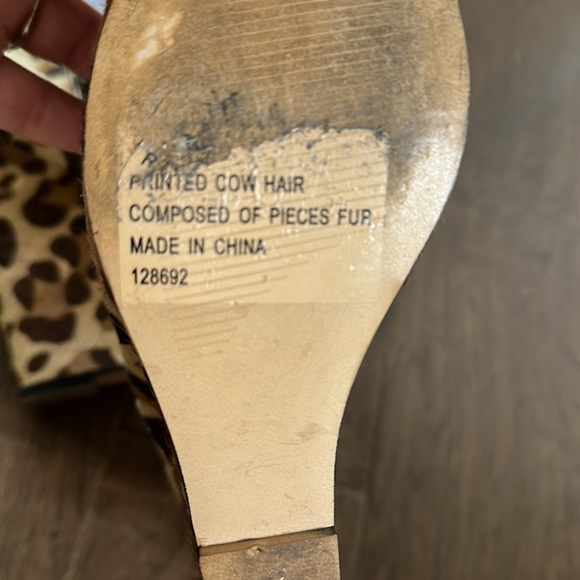 PRINTED COW HAIR
COMPOSED OF PIECES FUR
MADE IN CHINA
128692